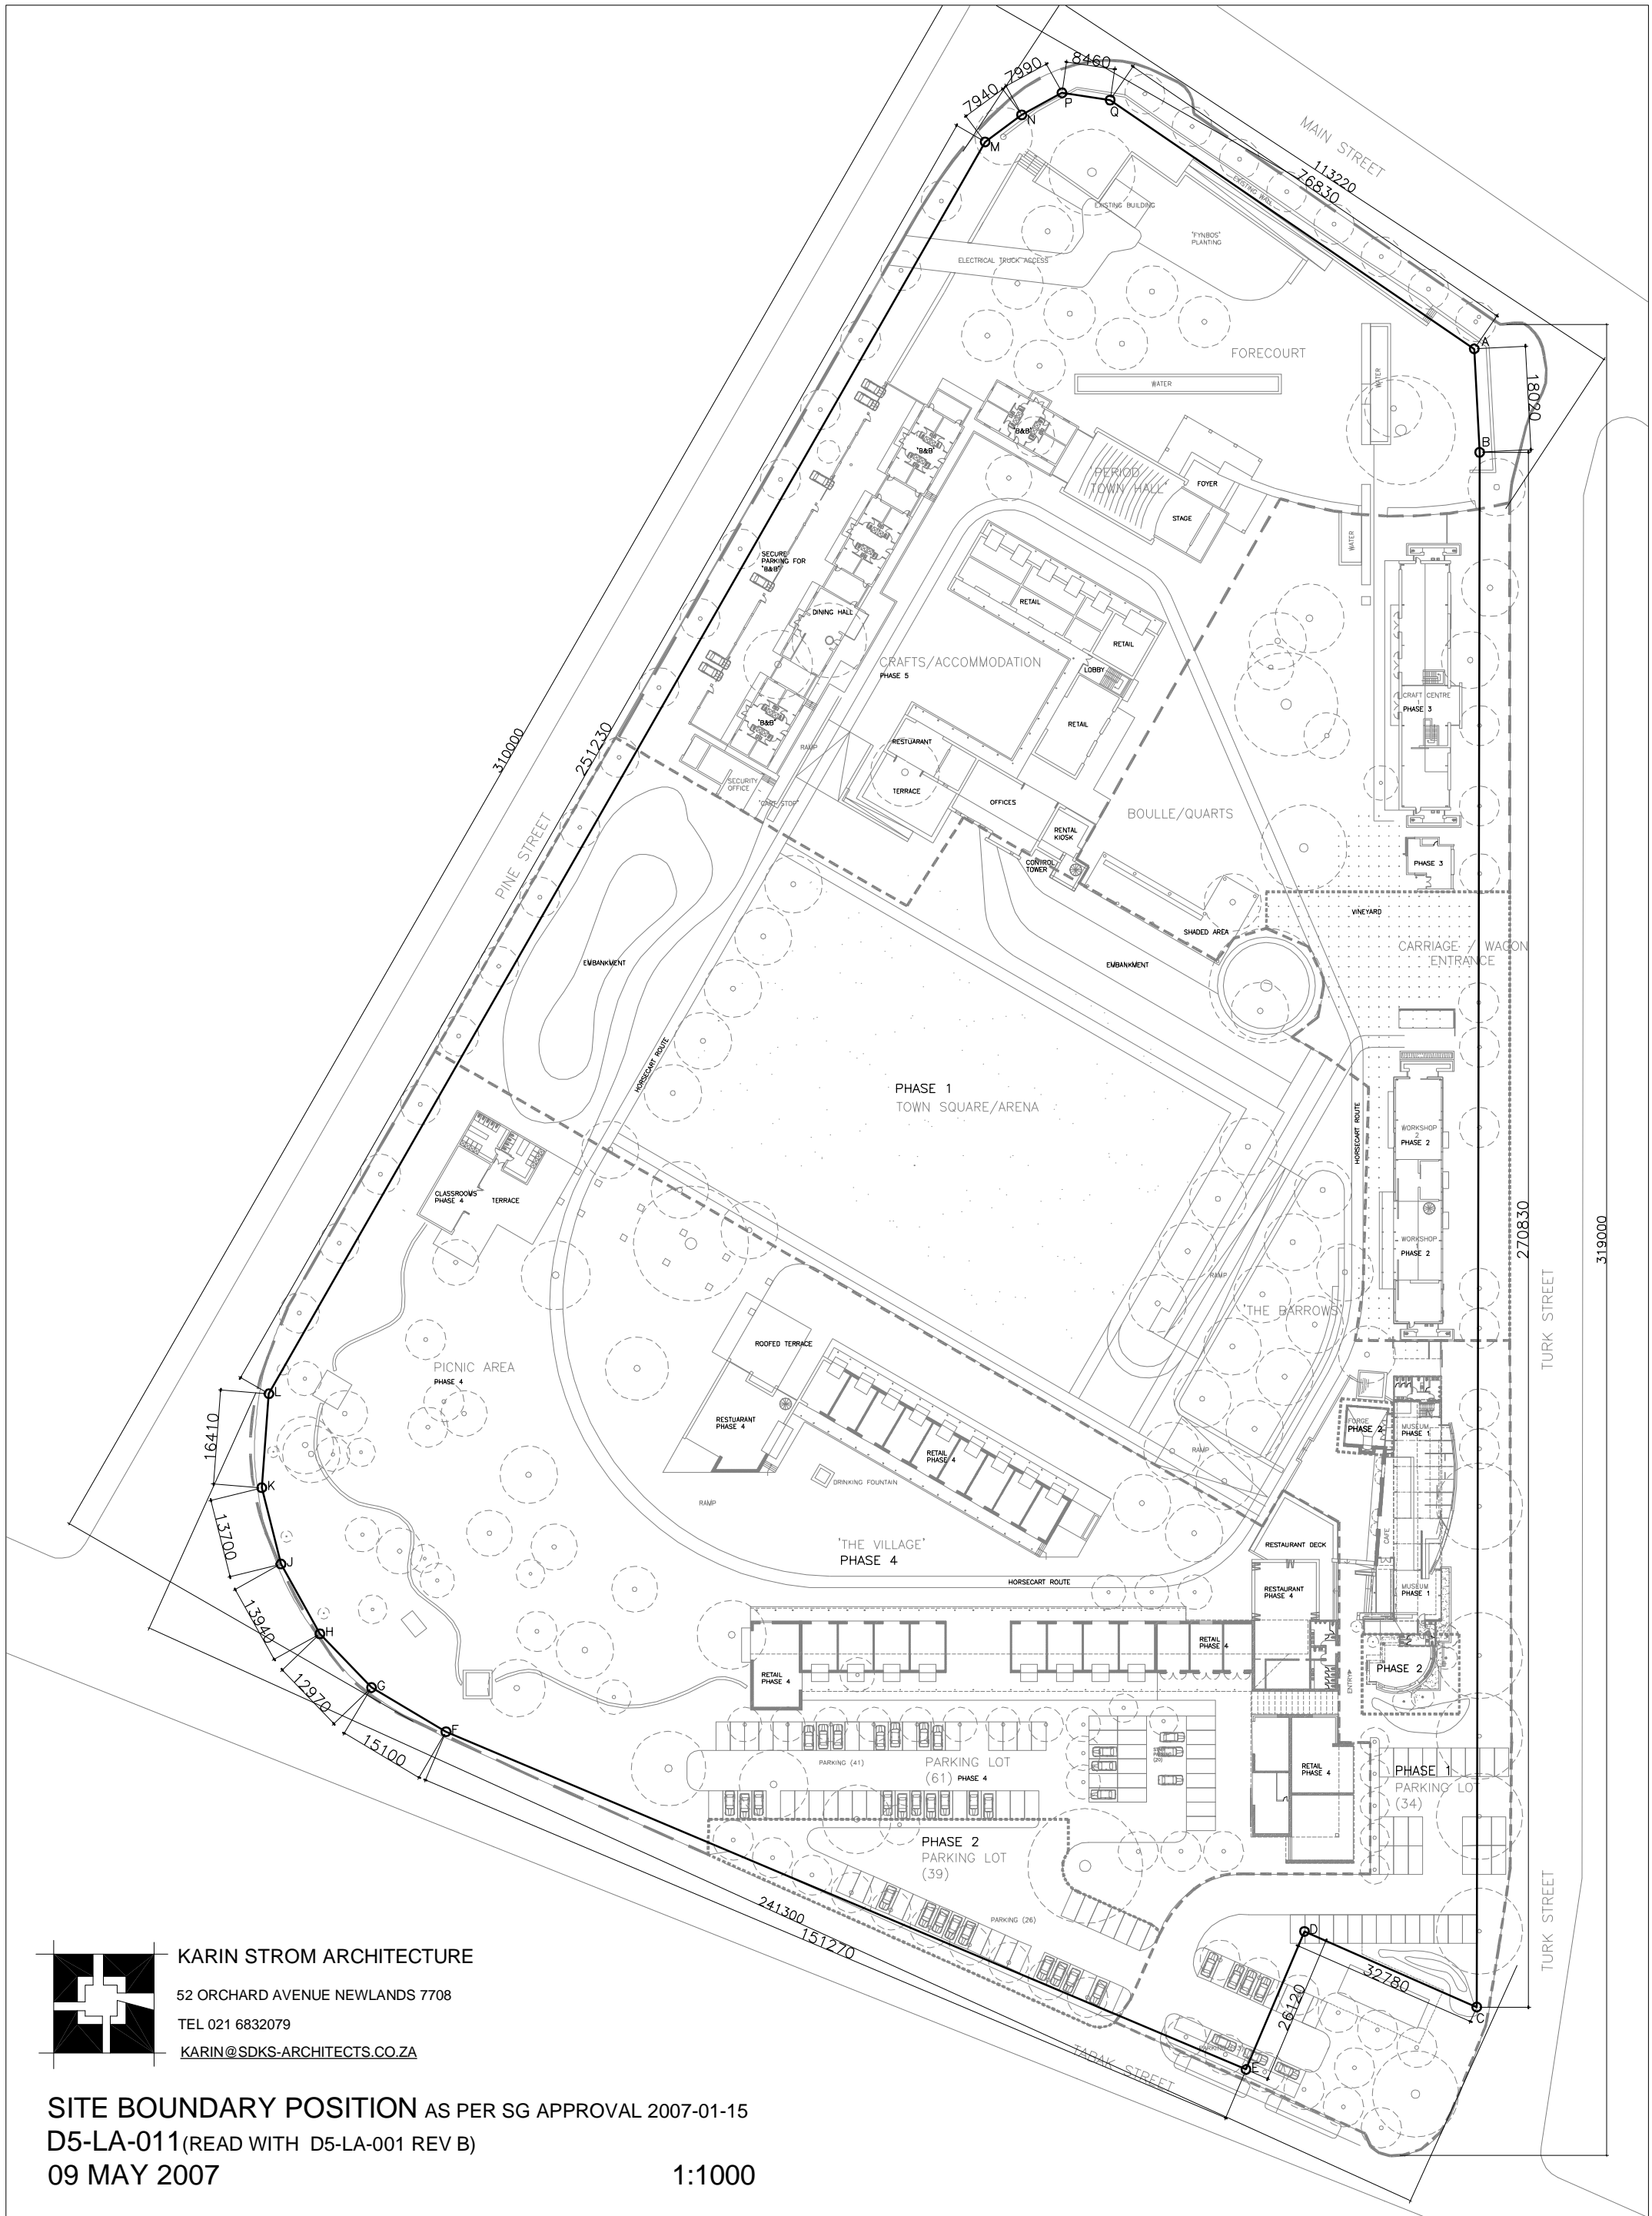 8460
7990
7940
P
Q
N
M
MAIN STREET
113220
76830
EXISTING WALL
EXISTING BUILDING
"FYNBOS"
PLANTING
ELECTRICAL TRUCK ACCESS
FORECOURT
A
WATER
WATER
18020
B
"B&B"
"B&B"
"PERIOD
TOWN HALL"
FOYER
STAGE
WATER
SECURE
PARKING FOR
"B&B"
DINING HALL
RETAIL
RETAIL
CRAFTS/ACCOMMODATION
PHASE 5
LOBBY
CRAFT CENTRE
PHASE 3
"B&B"
RETAIL
310000
251230
RAMP
RESTUARANT
SECURITY
OFFICE
TERRACE
OFFICES
"CART STOP"
BOULLE/QUARTS
RENTAL
KIOSK
PINE STREET
CONTROL
TOWER
PHASE 3
VINEYARD
SHADED AREA
CARRIAGE / WAGON
ENTRANCE
EMBANKMENT
EMBANKMENT
HORSECART ROUTE
PHASE 1
TOWN SQUARE/ARENA
HORSECART ROUTE
WORKSHOP
2
PHASE 2
CLASSROOMS
PHASE 4
TERRACE
270830
319000
WORKSHOP
1
PHASE 2
RAMP
"THE BARROWS"
TURK STREET
ROOFED TERRACE
PICNIC AREA
PHASE 4
L
16410
RESTUARANT
PHASE 4
FORGE
PHASE 2
MUSEUM
PHASE 1
RETAIL
PHASE 4
RAMP
K
DRINKING FOUNTAIN
RAMP
13700
"THE VILLAGE"
PHASE 4
CAFE
RESTAURANT DECK
J
HORSECART ROUTE
RESTAURANT
PHASE 4
MUSEUM
PHASE 1
13940
H
RETAIL
PHASE 4
RETAIL
PHASE 4
ENTRY
PHASE 2
12970
G
F
15100
PARKING (41)
PARKING LOT
(61) PHASE 4
RETAIL
PHASE 4
PHASE 1
PARKING LOT
(34)
PHASE 2
PARKING LOT
(39)
241300
151270
PARKING (26)
D
TURK STREET
32780
C
26120
E
TABAK STREET
KARIN STROM ARCHITECTURE
52 ORCHARD AVENUE NEWLANDS 7708
TEL 021 6832079
KARIN@SDKS-ARCHITECTS.CO.ZA
SITE BOUNDARY POSITION AS PER SG APPROVAL 2007-01-15
D5-LA-011(READ WITH D5-LA-001 REV B)
09 MAY 2007 1:1000